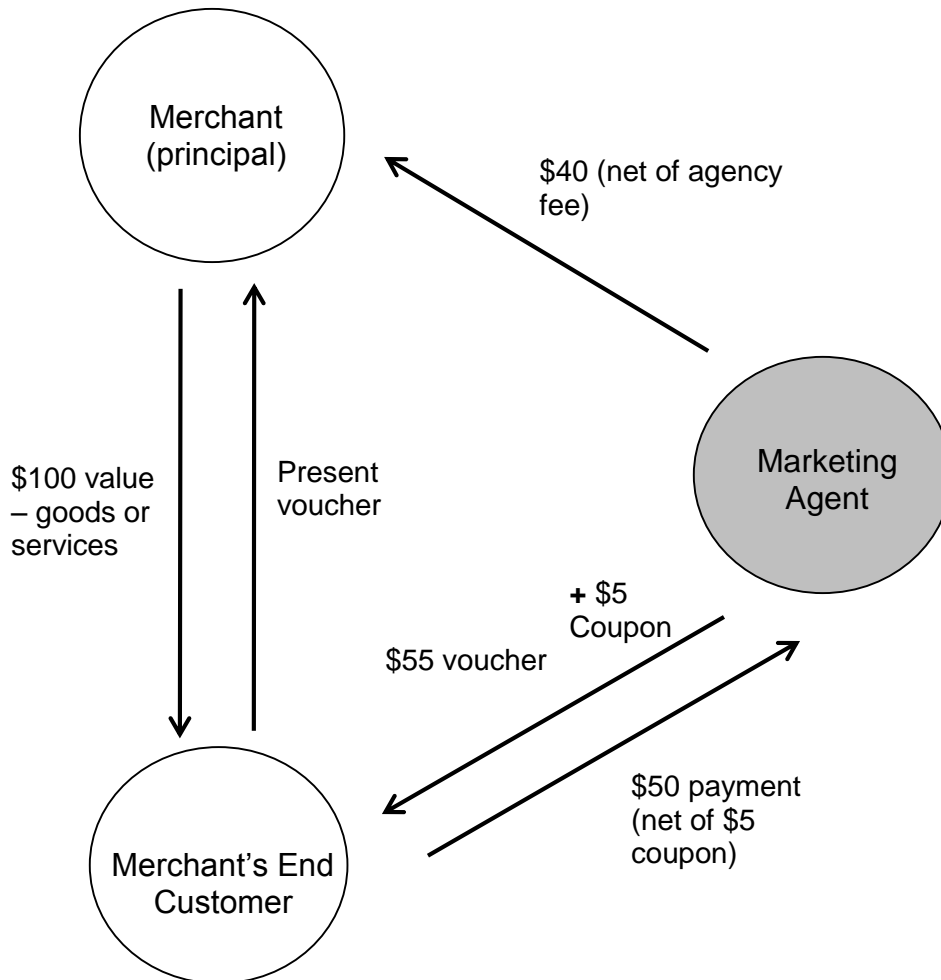 Merchant
(principal)
$40 (net of agency
fee)
$100 value
– goods or
services
Present
voucher
Marketing
Agent
+ $5
Coupon
$55 voucher
$50 payment
(net of $5
coupon)
Merchant’s End
Customer